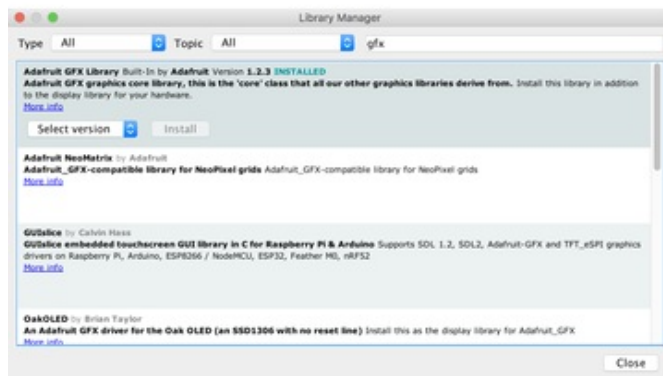 Library Manager
Type All Topic All gfx
Adafruit GFX Library Built-In by Adafruit Version 1.2.3 INSTALLED
Adafruit GFX graphics core library, this is the 'core' class that all our other graphics libraries derive from. Install this library in addition
to the display library for your hardware.
More info
Select version Install
Adafruit NeoMatrix by Adafruit
Adafruit_GFX-compatible library for NeoPixel grids Adafruit_GFX-compatible library for NeoPixel grids
More info
GUIslice by Calvin Hass
GUIslice embedded touchscreen GUI library in C for Raspberry Pi & Arduino Supports SDL 1.2, SDL2, Adafruit-GFX and TFT_eSPI graphics
drivers on Raspberry Pi, Arduino, ESP8266 / NodeMCU, ESP32, Feather M0, nRF52
More info
OakOLED by Brian Taylor
An Adafruit GFX driver for the Oak OLED (an SSD1306 with no reset line) Install this as the display library for Adafruit_GFX
More info
Close